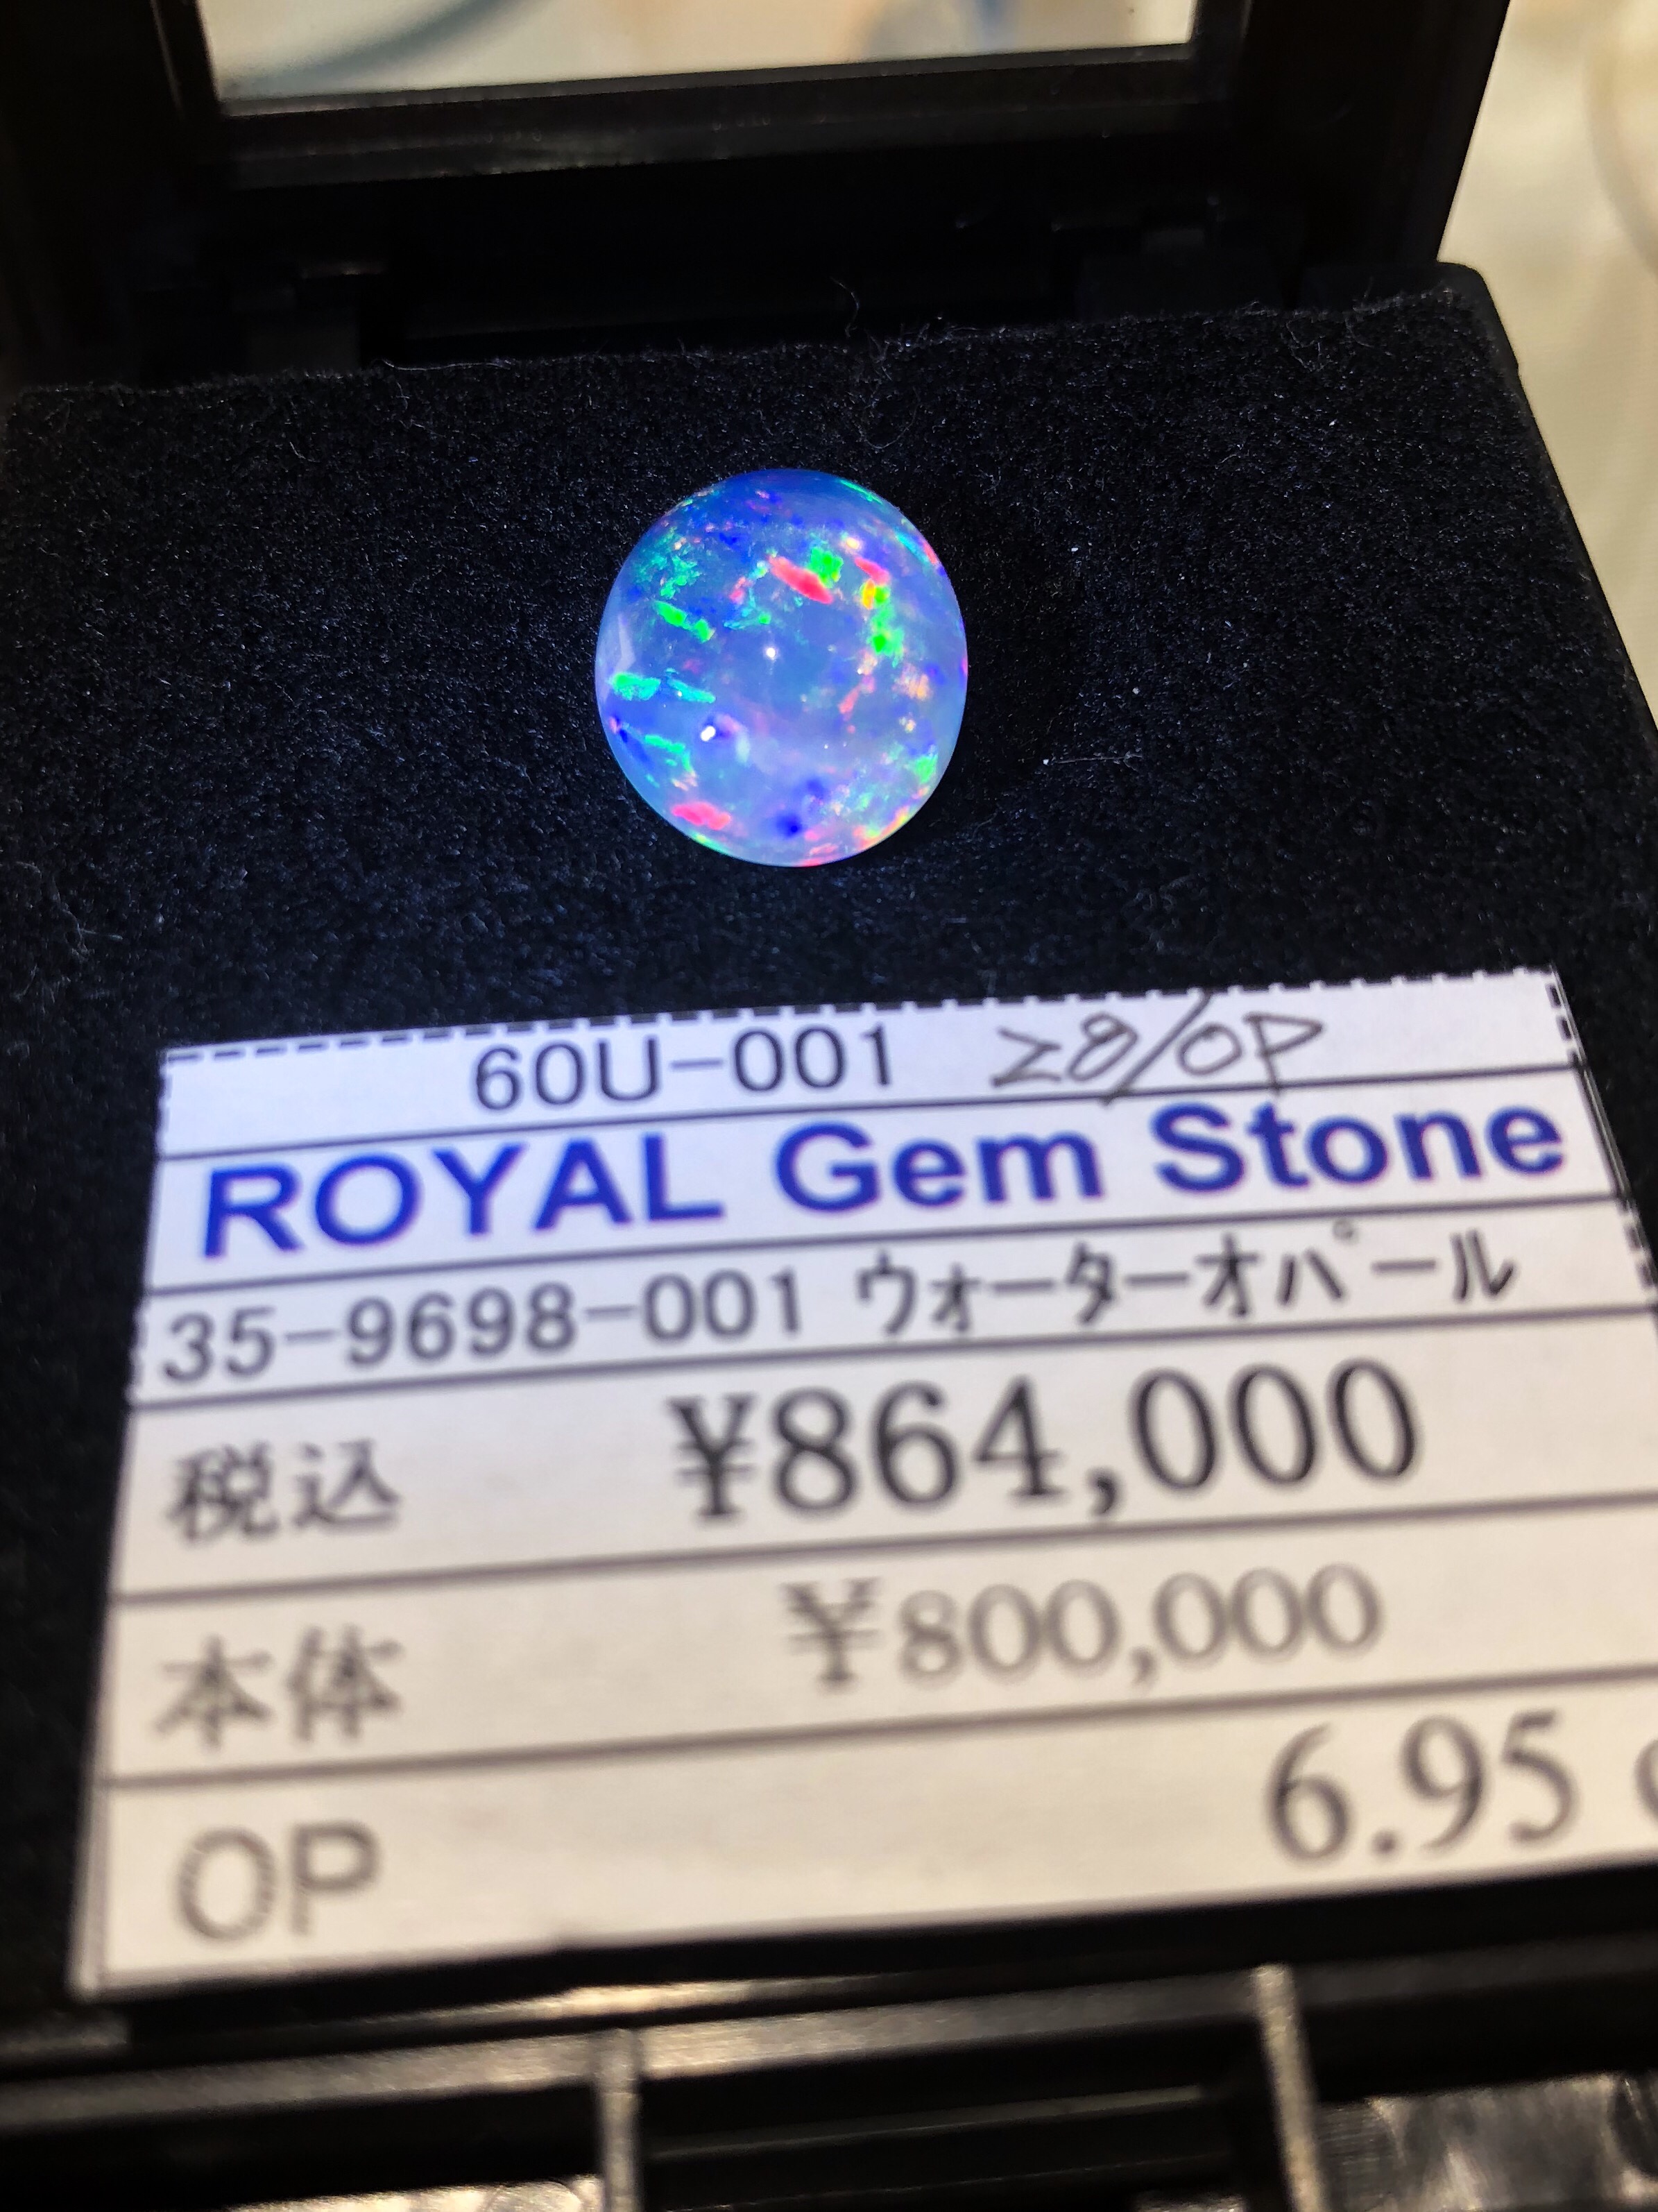 60U-001 28/OP
ROYAL Gem Stone
35-9698-001 ウォーターオパール
税込 ¥864,000
本体 ¥800,000
OP 6.95